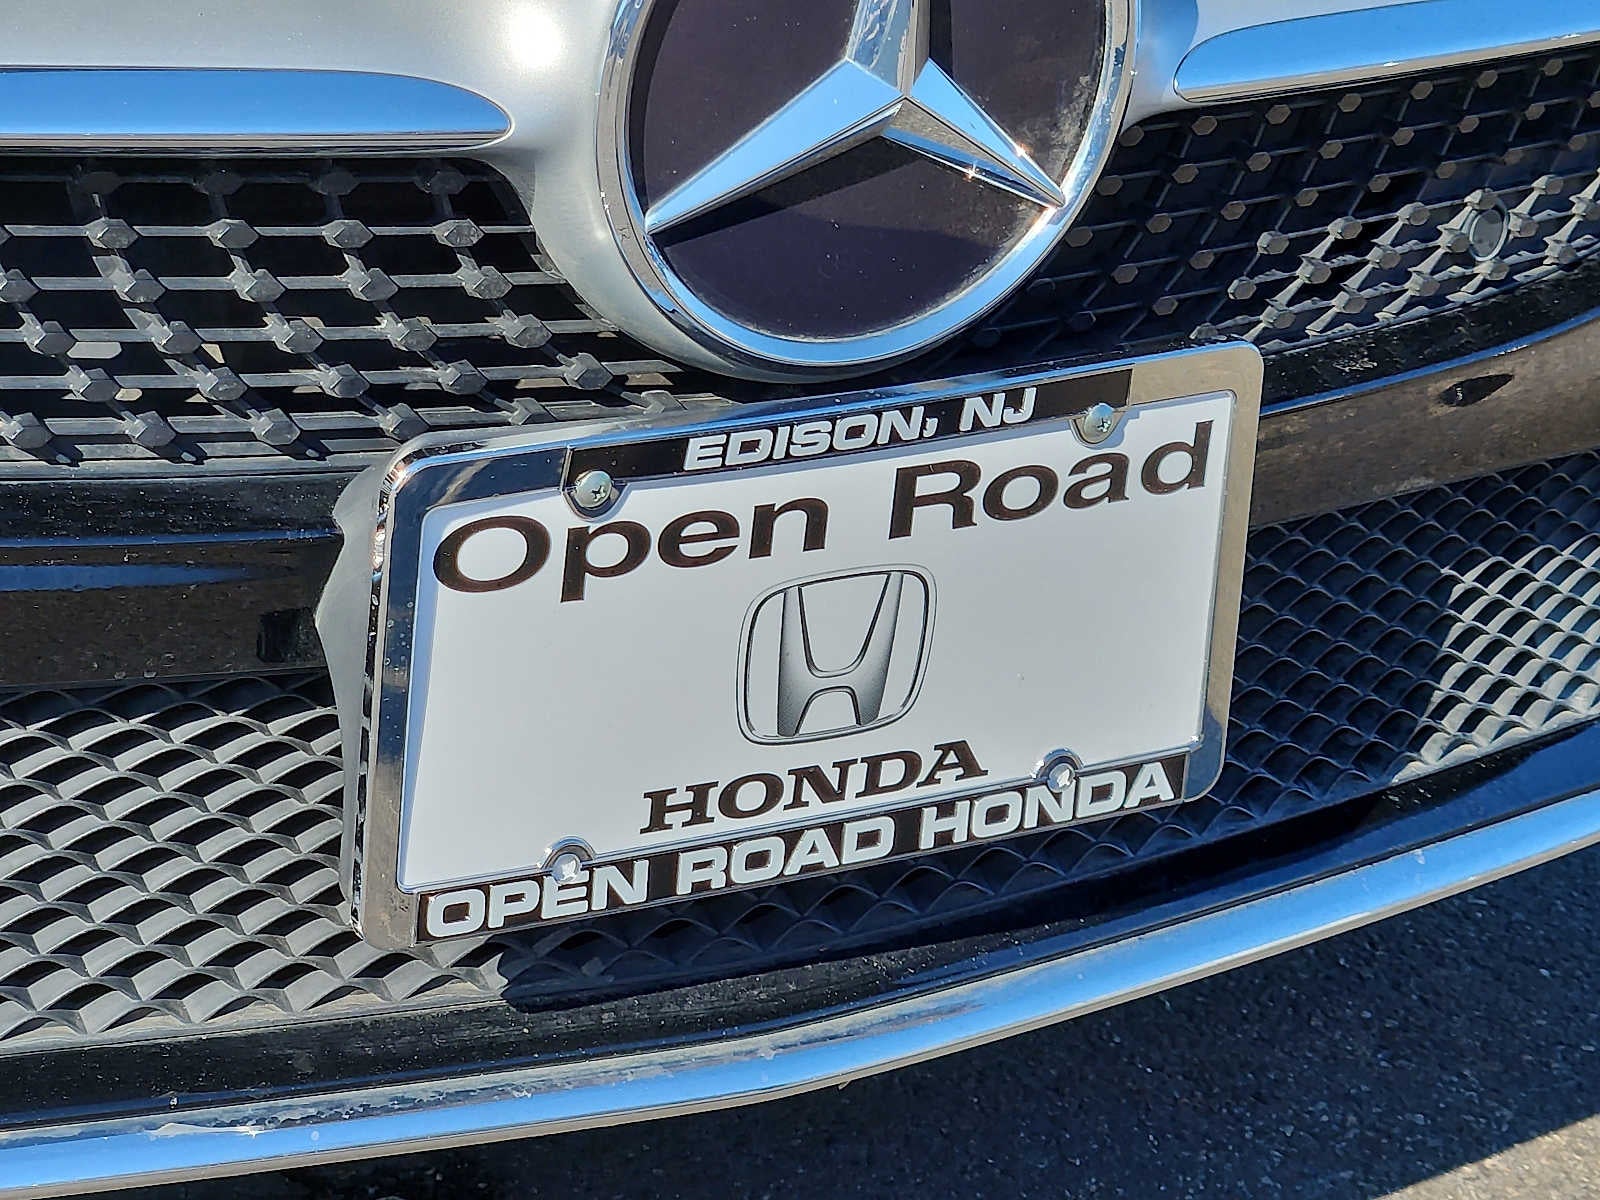 EDISON, NJ
Open Road
HONDA
OPEN ROAD HONDA